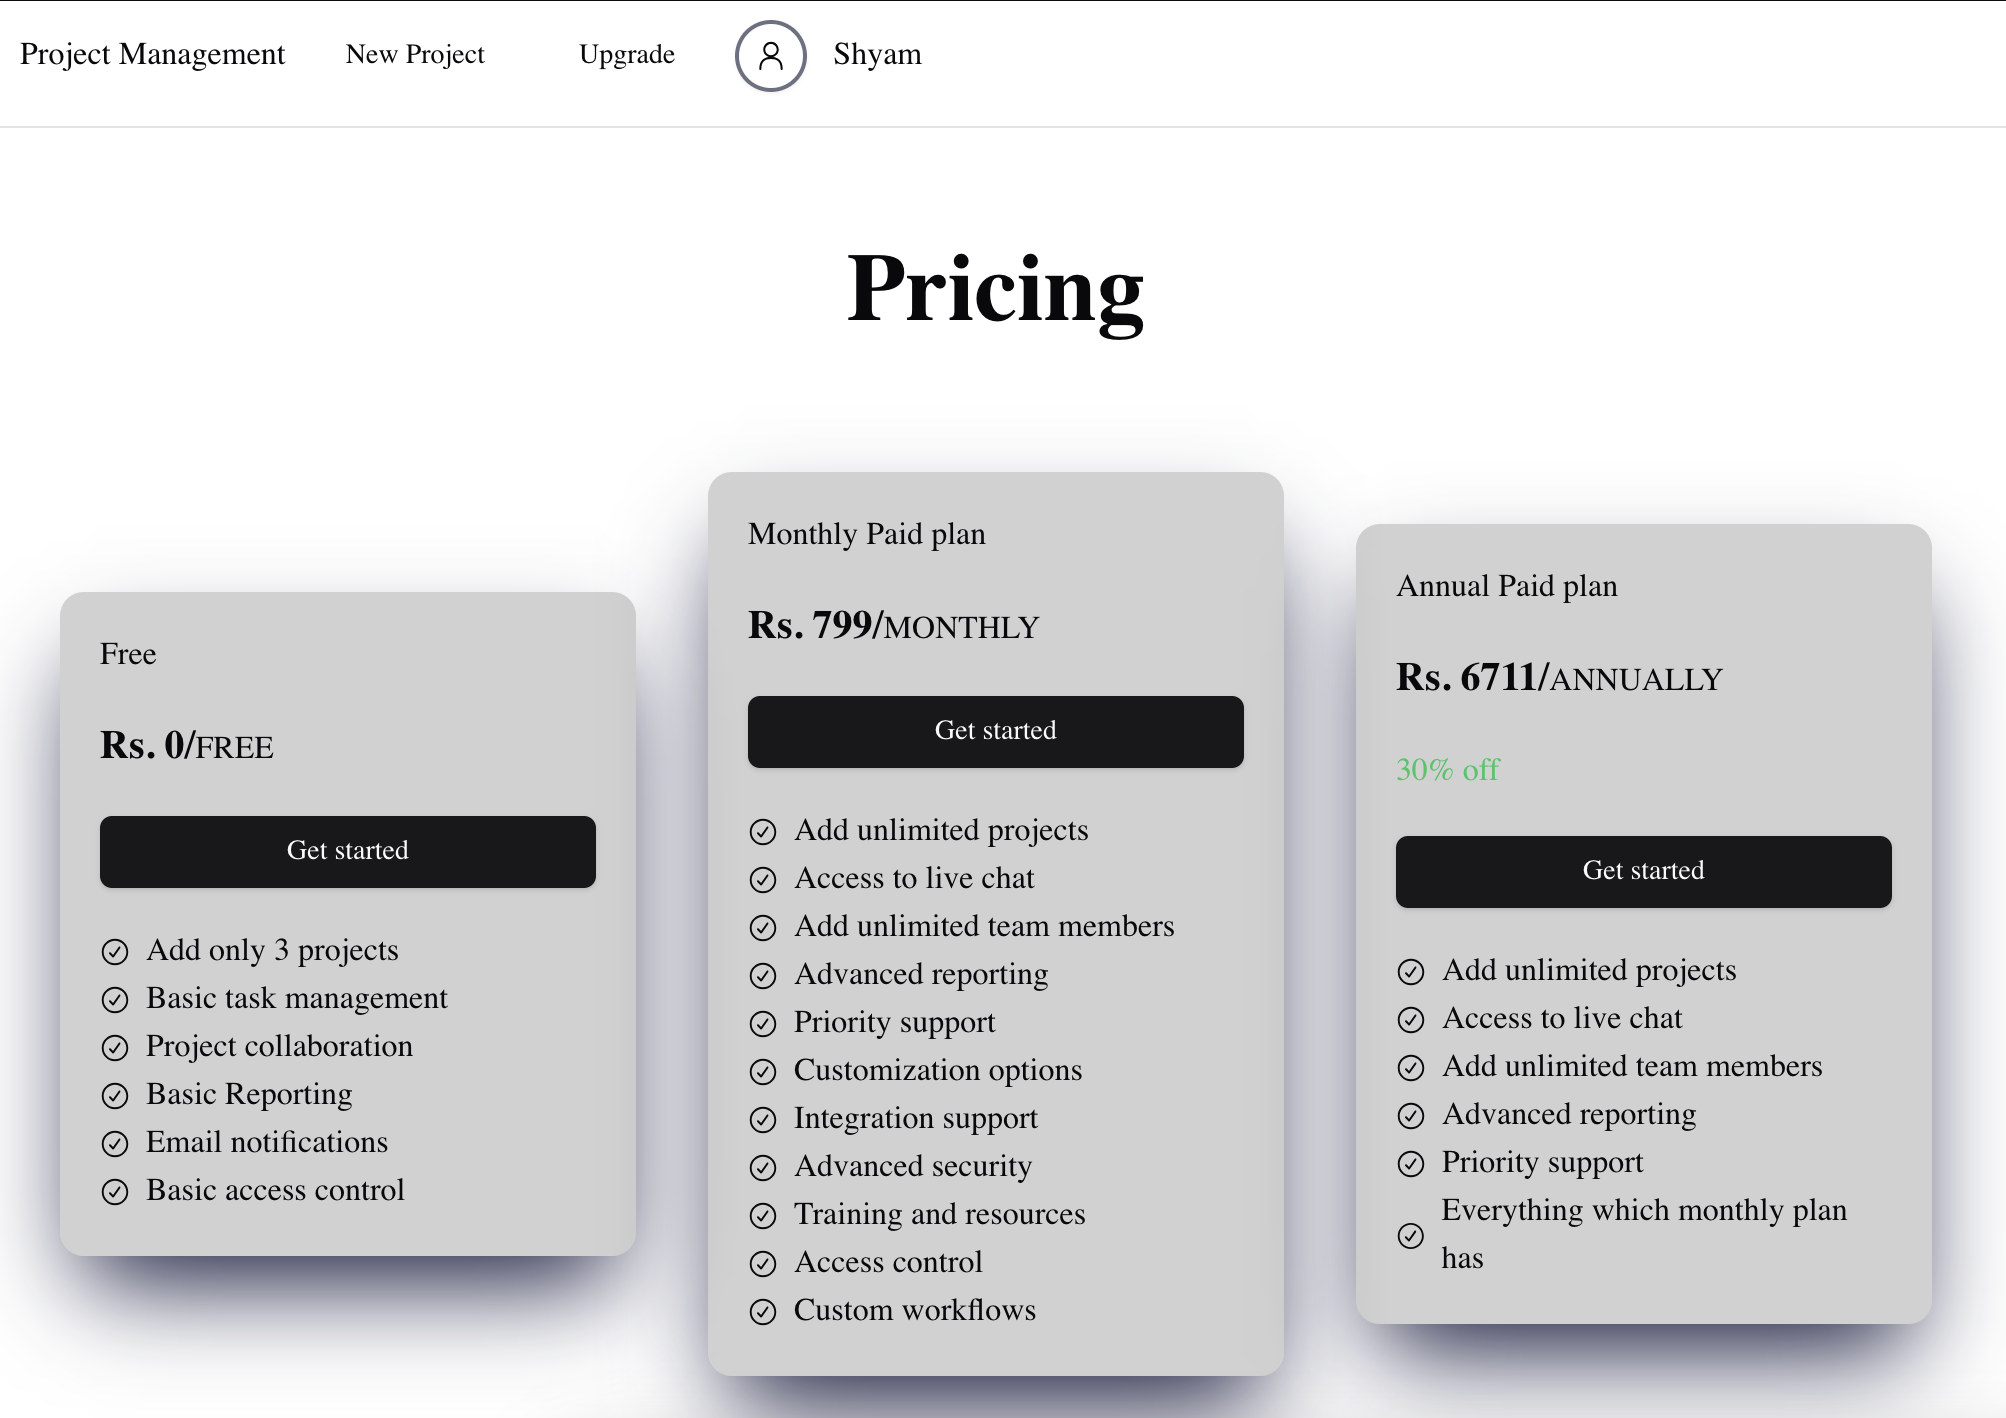 Project Management New Project Upgrade Shyam
Pricing
Free
Rs. 0/FREE
Get started
Add only 3 projects
Basic task management
Project collaboration
Basic Reporting
Email notifications
Basic access control
Monthly Paid plan
Rs. 799/MONTHLY
Get started
Add unlimited projects
Access to live chat
Add unlimited team members
Advanced reporting
Priority support
Customization options
Integration support
Advanced security
Training and resources
Access control
Custom workflows
Annual Paid plan
Rs. 6711/ANNUALLY
30% off
Get started
Add unlimited projects
Access to live chat
Add unlimited team members
Advanced reporting
Priority support
Everything which monthly plan
has